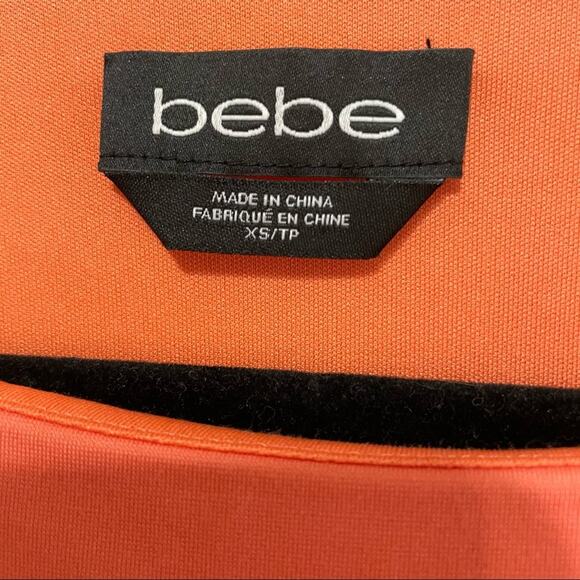 bebe
MADE IN CHINA
FABRIQUÉ EN CHINE
XS/TP